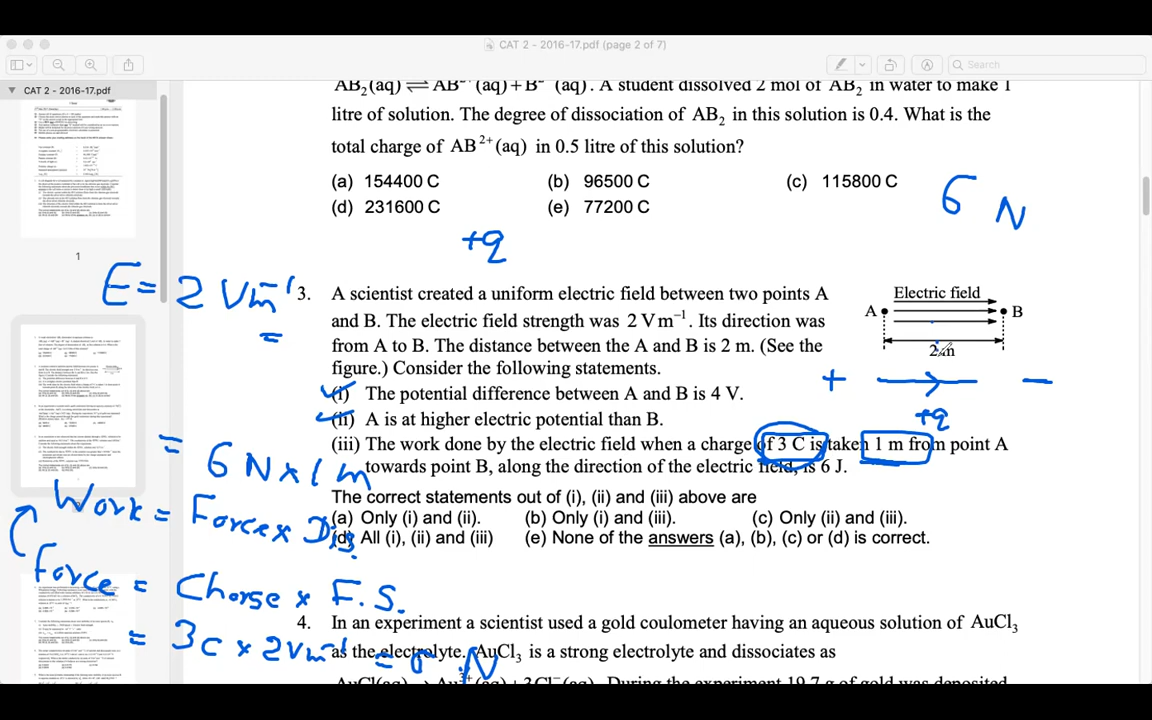 CAT 2 - 2016-17.pdf (page 2 of 7)
Search
CAT 2 - 2016-17.pdf
AB₂(aq) ⇌ AB²⁺(aq) + B²⁻(aq). A student dissolved 2 mol of AB₂ in water to make 1
litre of solution. The degree of dissociation of AB₂ in this solution is 0.4. What is the
total charge of AB²⁺(aq) in 0.5 litre of this solution?
(a) 154400 C (b) 96500 C (c) 115800 C
(d) 231600 C (e) 77200 C
6 N
+q
E = 2 Vm⁻¹
=
3. A scientist created a uniform electric field between two points A
and B. The electric field strength was 2 V m⁻¹. Its direction was
from A to B. The distance between the A and B is 2 m. (See the
figure.) Consider the following statements.
Electric field
A B
2 m
+ −
+q
(i) The potential difference between A and B is 4 V.
(ii) A is at higher electric potential than B.
(iii) The work done by the electric field when a charge of 3 C is taken 1 m from point A
towards point B, along the direction of the electric field, is 6 J.
The correct statements out of (i), (ii) and (iii) above are
(a) Only (i) and (ii). (b) Only (i) and (iii). (c) Only (ii) and (iii).
(d) All (i), (ii) and (iii) (e) None of the answers (a), (b), (c) or (d) is correct.
= 6 N × 1 m
Work = Force × Dis.
Force = Charge × F.S.
= 3C × 2Vm⁻¹ = 6 N
4. In an experiment a scientist used a gold coulometer having an aqueous solution of AuCl₃
as the electrolyte. AuCl₃ is a strong electrolyte and dissociates as
1